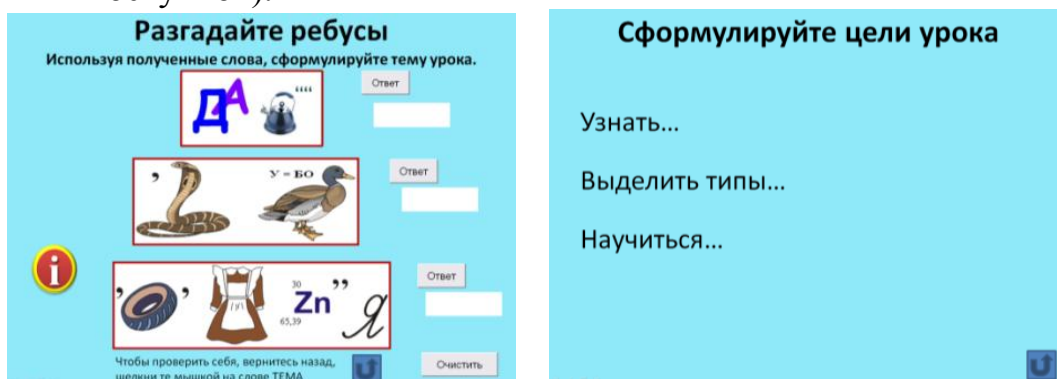 Разгадайте ребусы
Используя полученные слова, сформулируйте тему урока.
ДА
““
Ответ
,
У = БО
Ответ
i
,
,
30
Zn
65,39
”
Я
Ответ
Чтобы проверить себя, вернитесь назад,
щелкни те мышкой на слове ТЕМА
Очистить
Сформулируйте цели урока
Узнать...
Выделить типы...
Научиться...